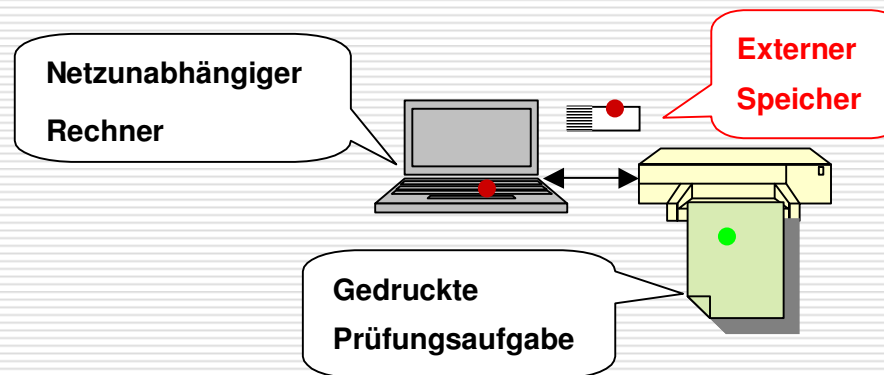 Netzunabhängiger
Rechner
Externer
Speicher
Gedruckte
Prüfungsaufgabe